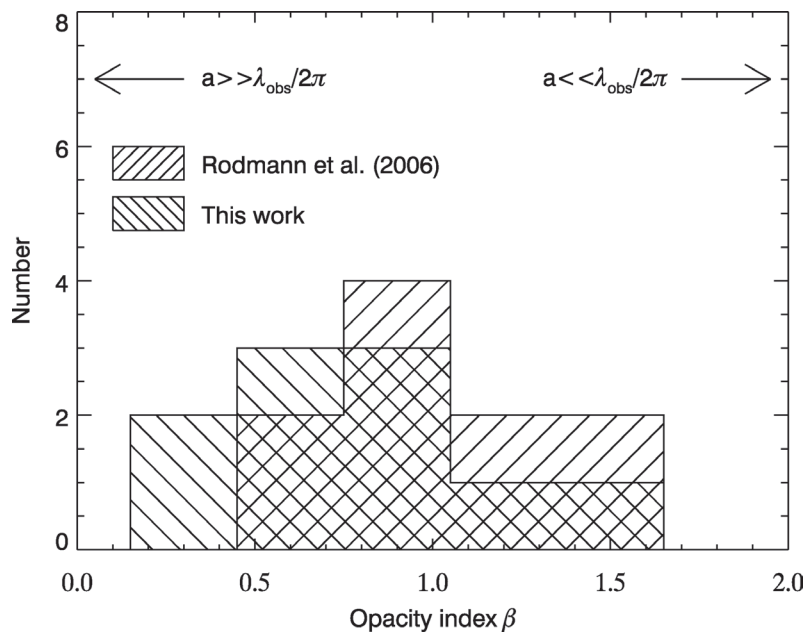 8
a>>λobs/2π a<<λobs/2π
6
Rodmann et al. (2006)
This work
Number
4
2
0
0.0 0.5 1.0 1.5 2.0
Opacity index β